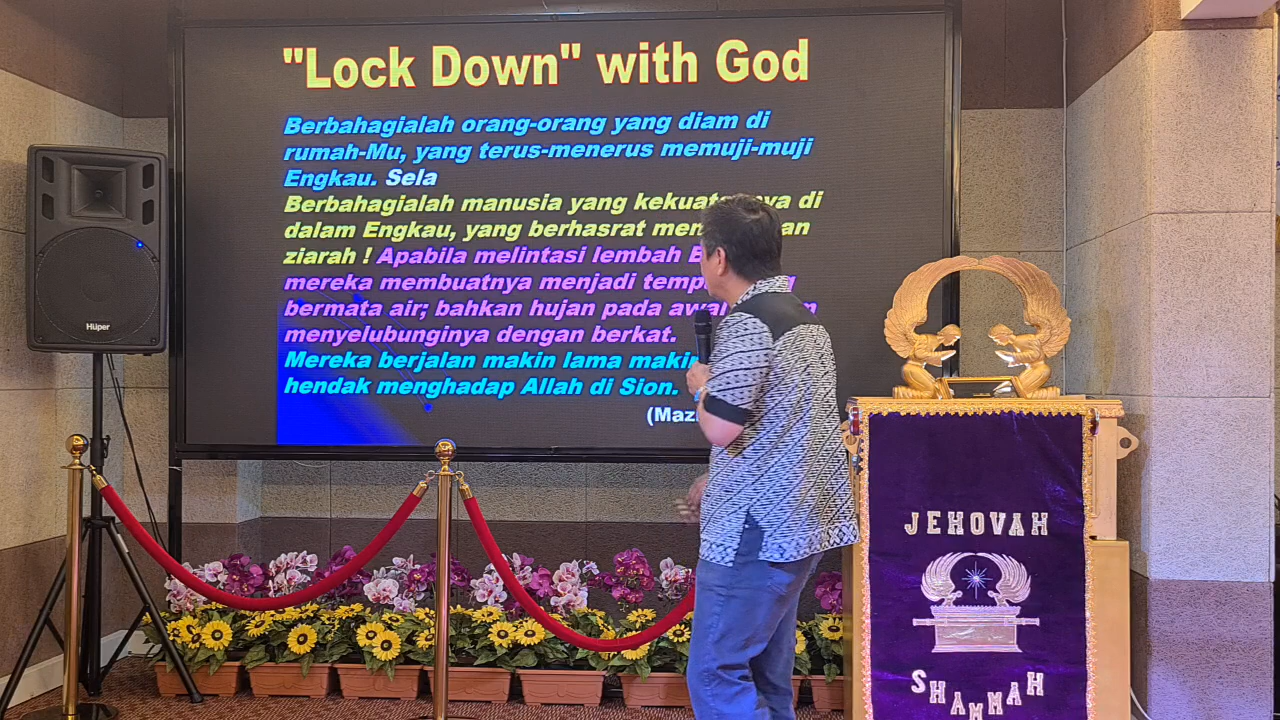 "Lock Down" with God
Berbahagialah orang-orang yang diam di
rumah-Mu, yang terus-menerus memuji-muji
Engkau. Sela
Berbahagialah manusia yang di
dalam Engkau, yang berhasrat
ziarah ! Apabila melintasi lembah
mereka membuatnya menjadi
bermata air; bahkan hujan pada
menyelubunginya dengan berkat.
Mereka berjalan makin lama
hendak menghadap Allah di Sion.
Hüper
JEHOVAH
SHAMMAH